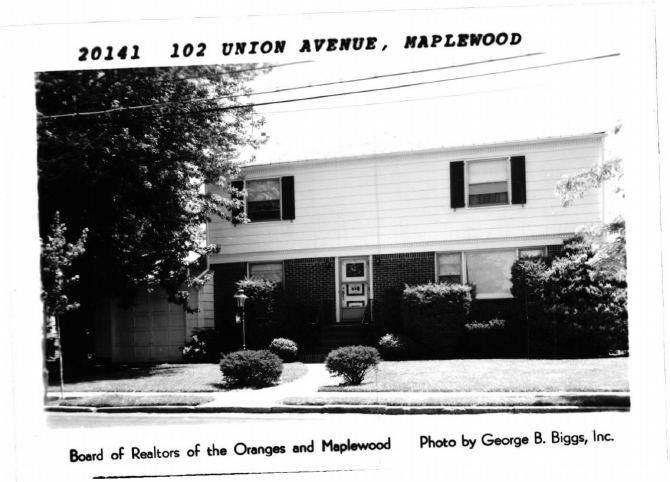 20141 102 UNION AVENUE, MAPLEWOOD
Board of Realtors of the Oranges and Maplewood Photo by George B. Biggs, Inc.